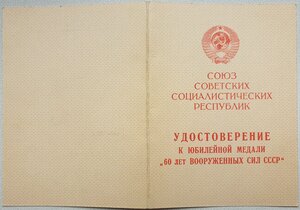 СОЮЗ
СОВЕТСКИХ
СОЦИАЛИСТИЧЕСКИХ
РЕСПУБЛИК
УДОСТОВЕРЕНИЕ
К ЮБИЛЕЙНОЙ МЕДАЛИ
„60 ЛЕТ ВООРУЖЕННЫХ СИЛ СССР“